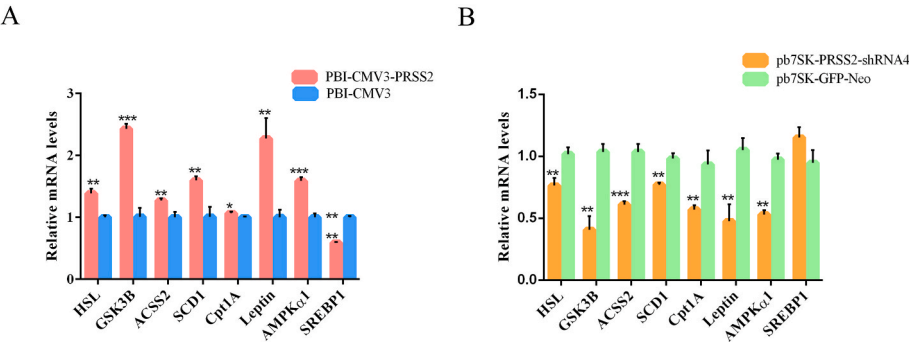 A
PBI-CMV3-PRSS2
PBI-CMV3
Relative mRNA levels
3
2
1
0
**
***
**
**
*
**
***
**
**
HSL
GSK3B
ACSS2
SCD1
Cpt1A
Leptin
AMPKα1
SREBP1
B
pb7SK-PRSS2-shRNA4
pb7SK-GFP-Neo
Relative mRNA levels
1.5
1.0
0.5
0.0
**
**
***
**
**
**
**
HSL
GSK3B
ACSS2
SCD1
Cpt1A
Leptin
AMPKα1
SREBP1